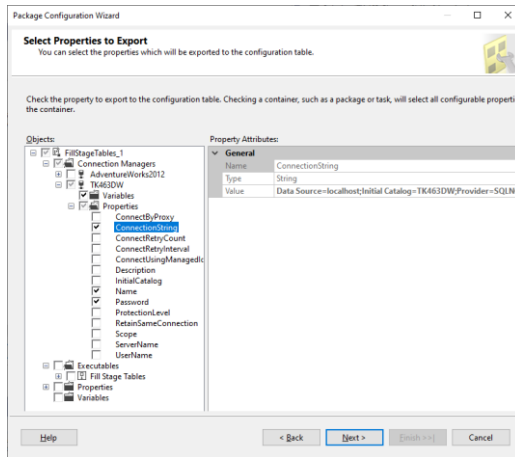 Package Configuration Wizard
Select Properties to Export
You can select the properties which will be exported to the configuration table.
Check the property to export to the configuration table. Checking a container, such as a package or task, will select all configurable properti
the container.
Objects:
FillStageTables_1
Connection Managers
AdventureWorks2012
TK463DW
Variables
Properties
ConnectByProxy
ConnectionString
ConnectRetryCount
ConnectRetryInterval
ConnectUsingManagedIc
Description
InitialCatalog
Name
Password
ProtectionLevel
RetainSameConnection
Scope
ServerName
UserName
Executables
Fill Stage Tables
Properties
Variables
Property Attributes:
General
Name ConnectionString
Type String
Value Data Source=localhost;Initial Catalog=TK463DW;Provider=SQLN
Help
< Back
Next >
Finish >>|
Cancel